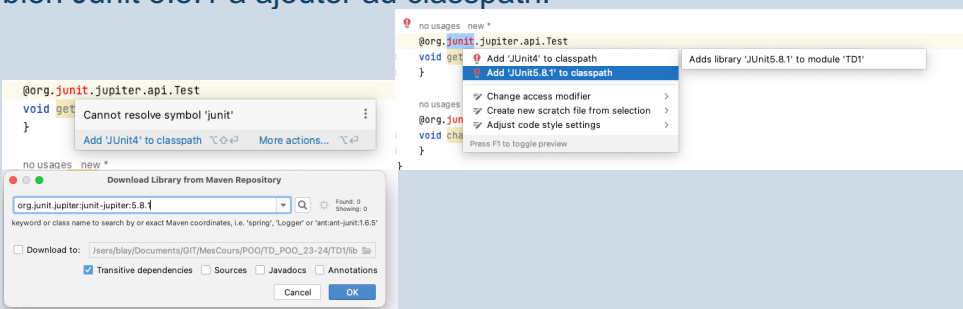 bien Junit 5.8.1 à ajouter au classpath.
@org.junit.jupiter.api.Test
void get
}
Cannot resolve symbol 'junit'
Add 'JUnit4' to classpath ⌥⇧⏎ More actions... ⌥⏎
no usages new *
Download Library from Maven Repository
org.junit.jupiter:junit-jupiter:5.8.1
Found: 0
Showing: 0
keyword or class name to search by or exact Maven coordinates, i.e. 'spring', 'Logger' or 'ant:ant-junit:1.6.5'
Download to: /sers/blay/Documents/GIT/MesCours/POO/TD_POO_23-24/TD1/lib
Transitive dependencies Sources Javadocs Annotations
Cancel OK
no usages new *
@org.junit.jupiter.api.Test
void get
}
Add 'JUnit4' to classpath
Add 'JUnit5.8.1' to classpath
Adds library 'JUnit5.8.1' to module 'TD1'
Change access modifier
Create new scratch file from selection
Adjust code style settings
Press F1 to toggle preview
no usages
@org.jun
void cha
}
}